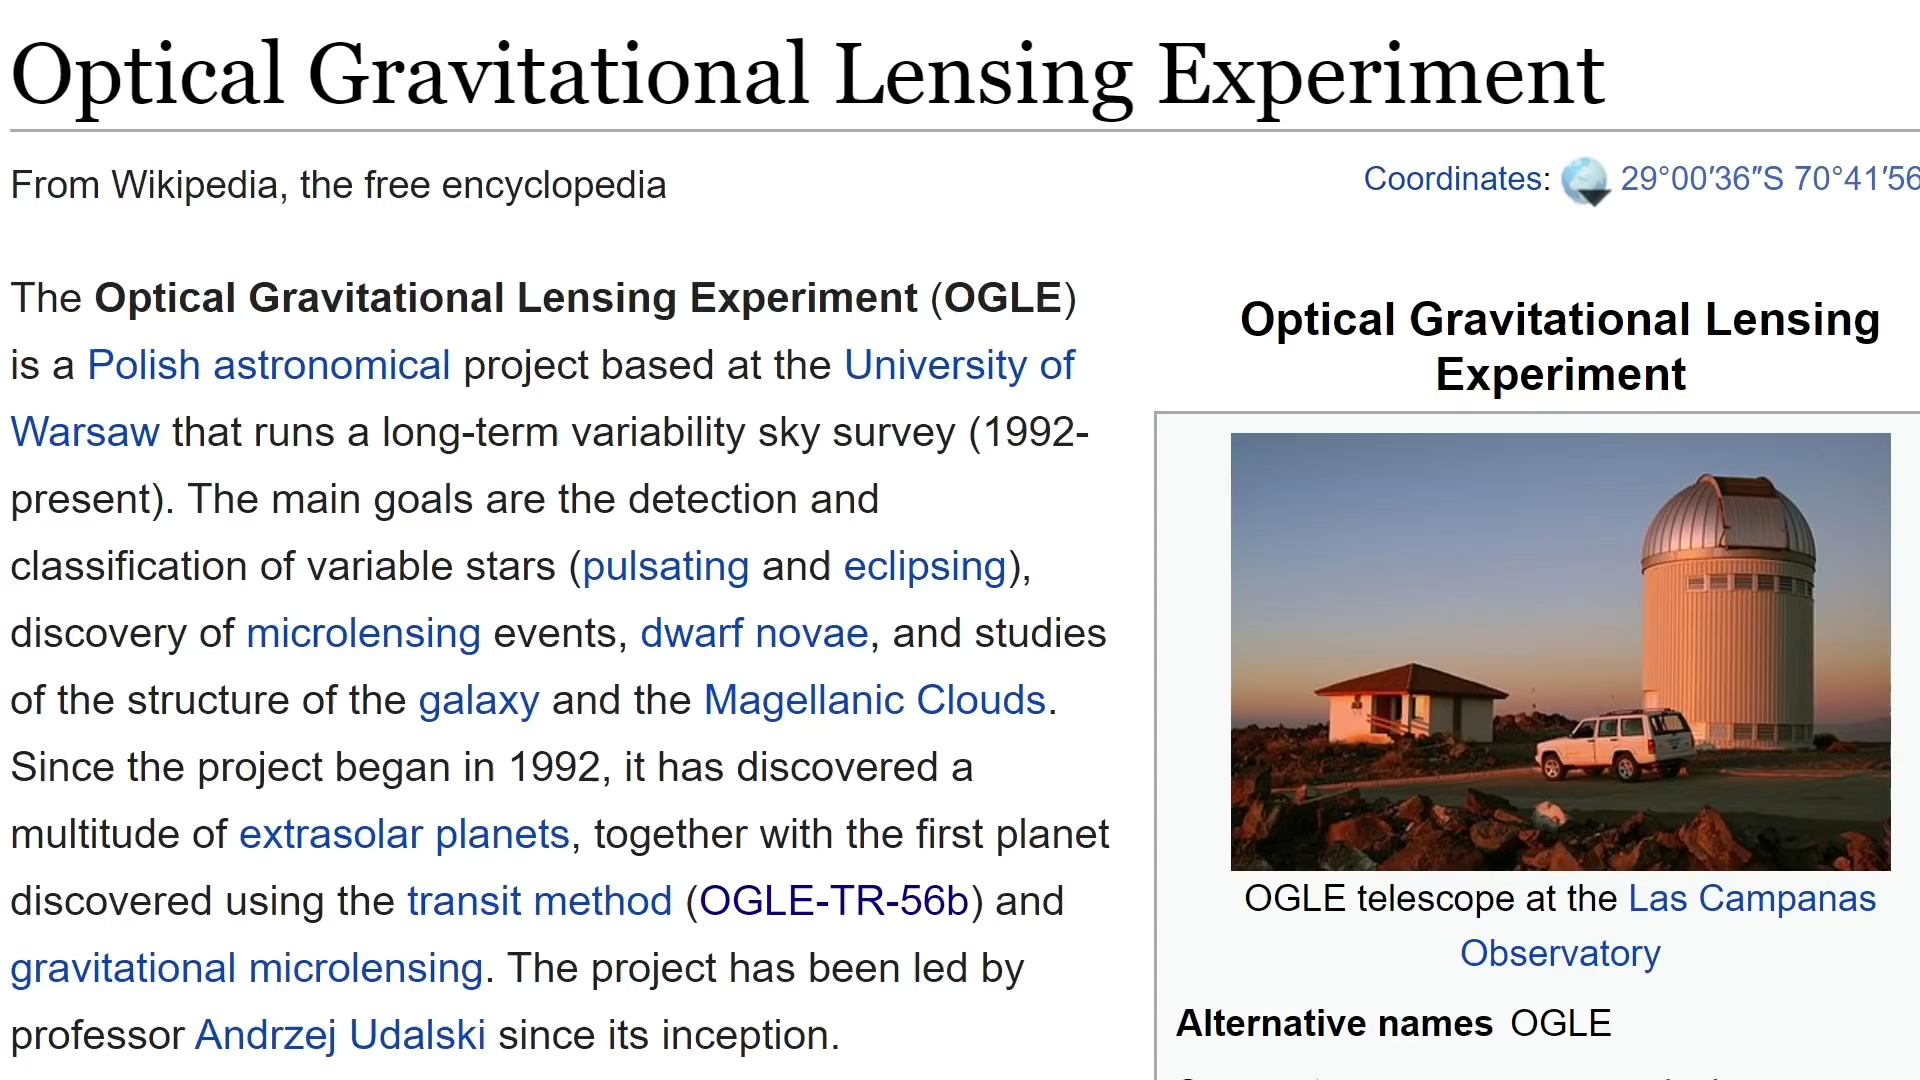 Optical Gravitational Lensing Experiment
From Wikipedia, the free encyclopedia
Coordinates: 29°00′36″S 70°41′56
The Optical Gravitational Lensing Experiment (OGLE)
is a Polish astronomical project based at the University of
Warsaw that runs a long-term variability sky survey (1992-
present). The main goals are the detection and
classification of variable stars (pulsating and eclipsing),
discovery of microlensing events, dwarf novae, and studies
of the structure of the galaxy and the Magellanic Clouds.
Since the project began in 1992, it has discovered a
multitude of extrasolar planets, together with the first planet
discovered using the transit method (OGLE-TR-56b) and
gravitational microlensing. The project has been led by
professor Andrzej Udalski since its inception.
Optical Gravitational Lensing
Experiment
OGLE telescope at the Las Campanas
Observatory
Alternative names OGLE